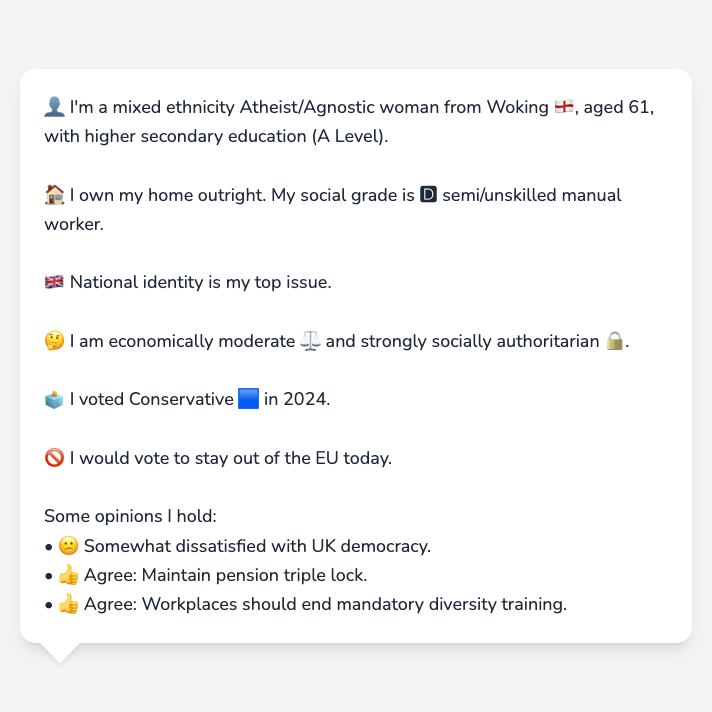 👤 I'm a mixed ethnicity Atheist/Agnostic woman from Woking 🏴󠁧󠁢󠁥󠁮󠁧󠁿, aged 61,
with higher secondary education (A Level).
🏠 I own my home outright. My social grade is 🅳 semi/unskilled manual
worker.
🇬🇧 National identity is my top issue.
🤔 I am economically moderate ⚖️ and strongly socially authoritarian 🔒.
🗳️ I voted Conservative 🟦 in 2024.
🚫 I would vote to stay out of the EU today.
Some opinions I hold:
• 😕 Somewhat dissatisfied with UK democracy.
• 👍 Agree: Maintain pension triple lock.
• 👍 Agree: Workplaces should end mandatory diversity training.